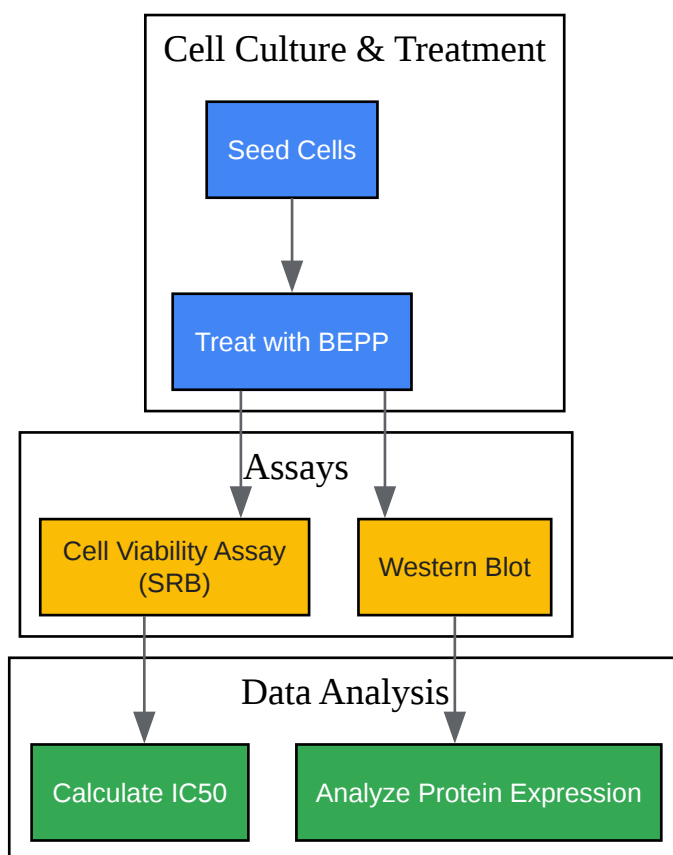 Cell Culture & Treatment
Seed Cells
Treat with BEPP
Assays
Cell Viability Assay
(SRB)
Western Blot
Data Analysis
Calculate IC50
Analyze Protein Expression